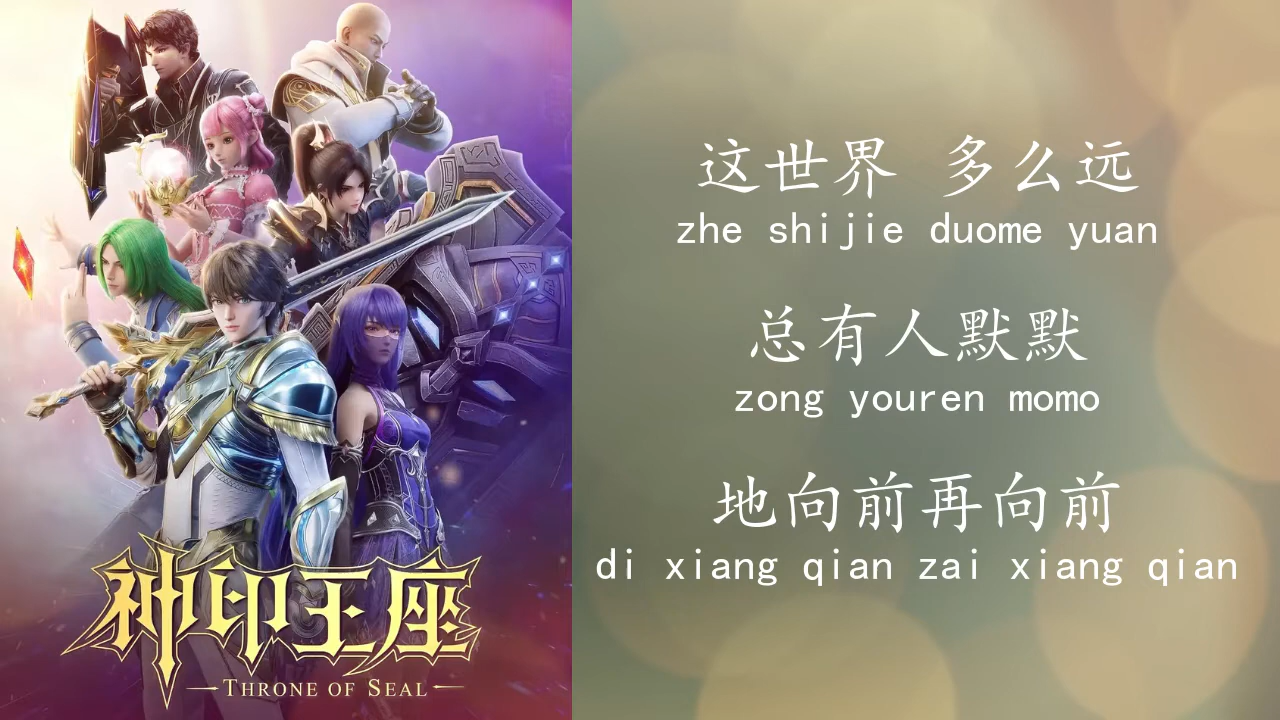 神印王座
THRONE OF SEAL
这世界 多么远
zhe shijie duome yuan
总有人默默
zong youren momo
地向前再向前
di xiang qian zai xiang qian